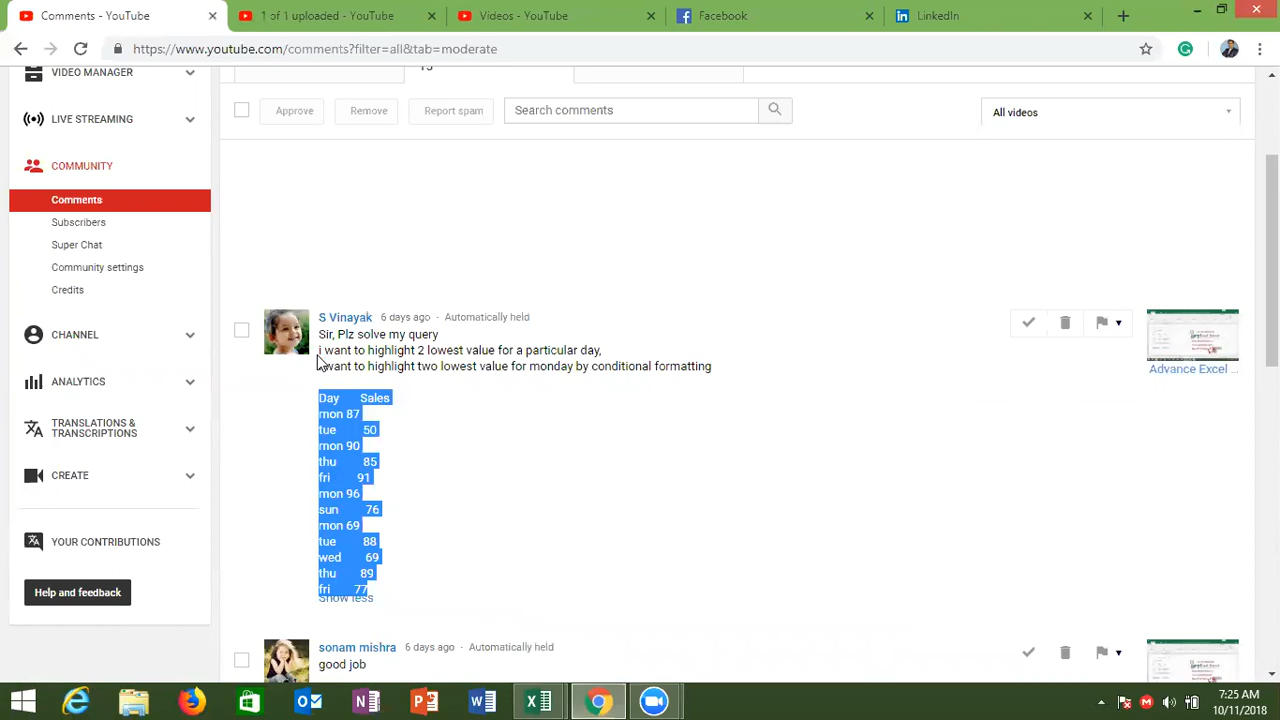 Comments - YouTube
1 of 1 uploaded - YouTube
Videos - YouTube
Facebook
LinkedIn
https://www.youtube.com/comments?filter=all&tab=moderate
VIDEO MANAGER
LIVE STREAMING
COMMUNITY
Comments
Subscribers
Super Chat
Community settings
Credits
CHANNEL
ANALYTICS
TRANSLATIONS &
TRANSCRIPTIONS
CREATE
YOUR CONTRIBUTIONS
Help and feedback
Approve
Remove
Report spam
Search comments
All videos
S Vinayak 6 days ago • Automatically held
Sir, Plz solve my query
i want to highlight 2 lowest value for a particular day,
want to highlight two lowest value for monday by conditional formatting
Day Sales
mon 87
tue 50
mon 90
thu 85
fri 91
mon 96
sun 76
mon 69
tue 88
wed 69
thu 89
fri 77
Show less
Advance Excel ...
sonam mishra 6 days ago • Automatically held
good job
7:25 AM
10/11/2018